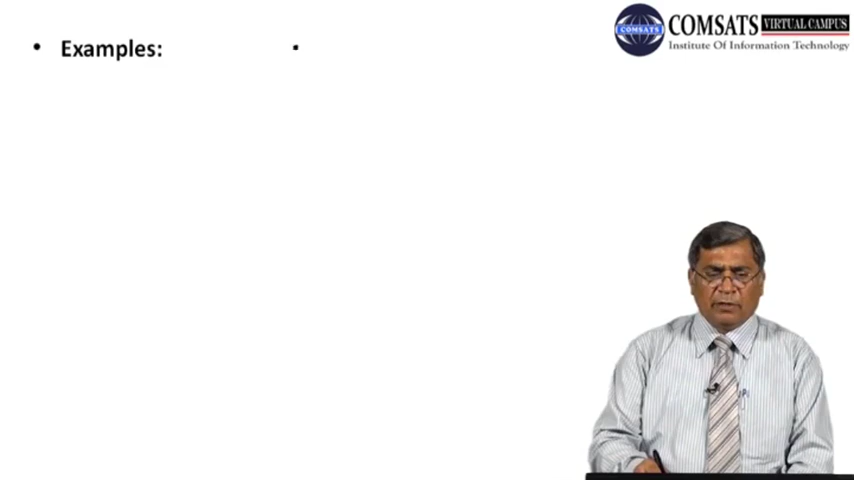 • Examples:
COMSATS VIRTUAL CAMPUS
COMSATS Institute Of Information Technology